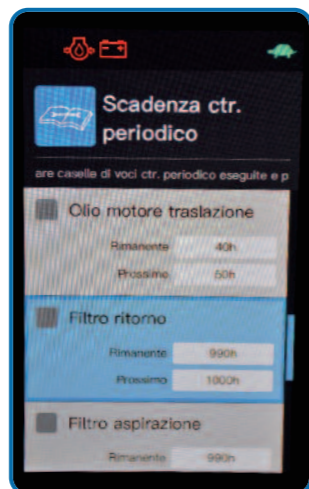 Scadenza ctr.
periodico
are caselle di voci ctr. periodico eseguite e p
Olio motore traslazione
Rimanente 40h
Prossimo 50h
Filtro ritorno
Rimanente 990h
Prossimo 1000h
Filtro aspirazione
Rimanente 990h